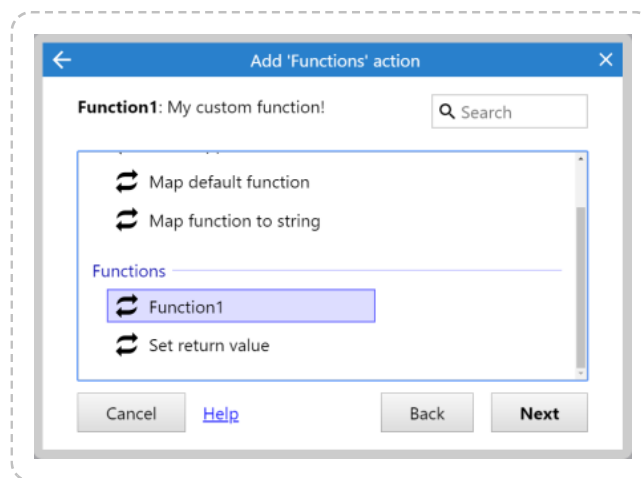 Add 'Functions' action
Function1: My custom function!
Search
Map default function
Map function to string
Functions
Function1
Set return value
Cancel
Help
Back
Next